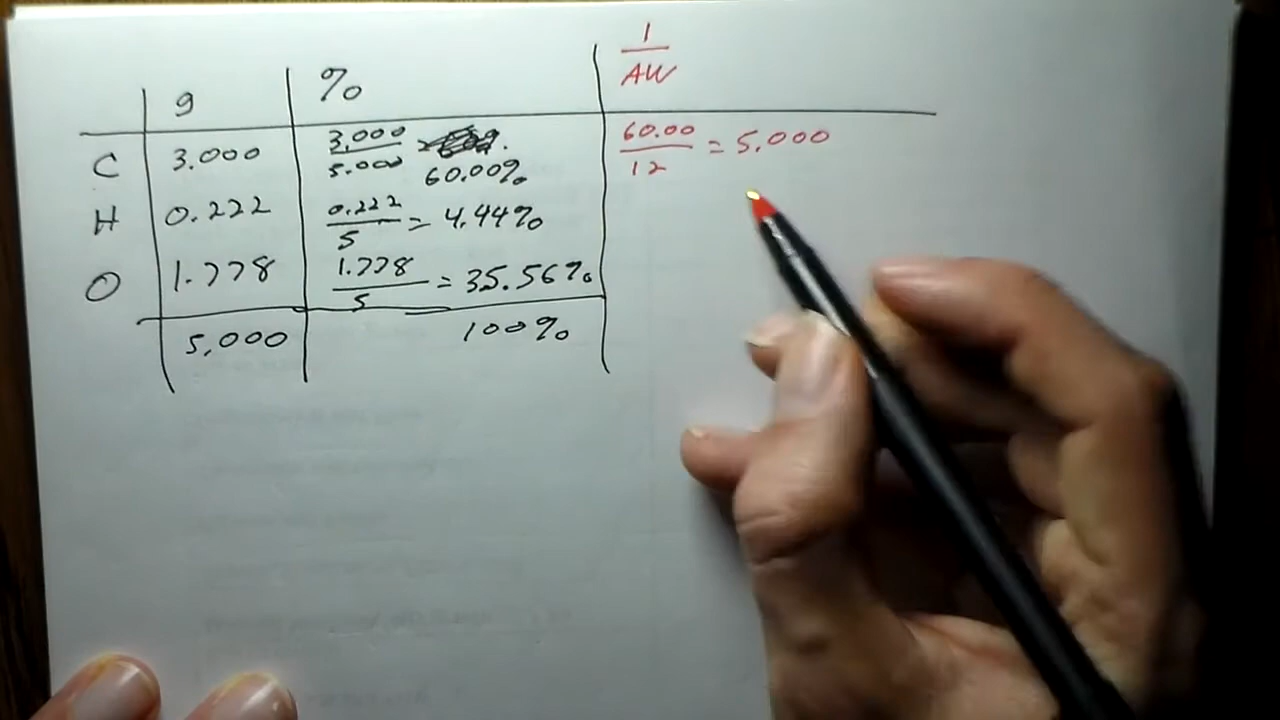 g % 1/AW
C 3.000 3.000/5.000 = 60.00% 60.00/12 = 5.000
H 0.222 0.222/5 = 4.44%
O 1.778 1.778/5 = 35.56%
5.000 100%